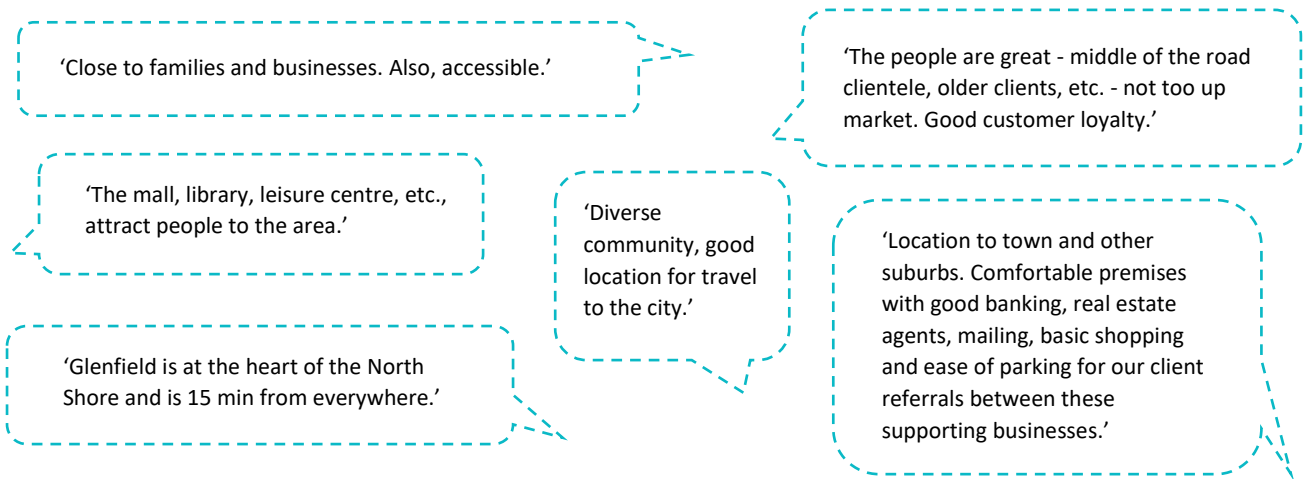 ‘Close to families and businesses. Also, accessible.’
‘The people are great - middle of the road
clientele, older clients, etc. - not too up
market. Good customer loyalty.’
‘The mall, library, leisure centre, etc.,
attract people to the area.’
‘Diverse
community, good
location for travel
to the city.’
‘Location to town and other
suburbs. Comfortable premises
with good banking, real estate
agents, mailing, basic shopping
and ease of parking for our client
referrals between these
supporting businesses.’
‘Glenfield is at the heart of the North
Shore and is 15 min from everywhere.’